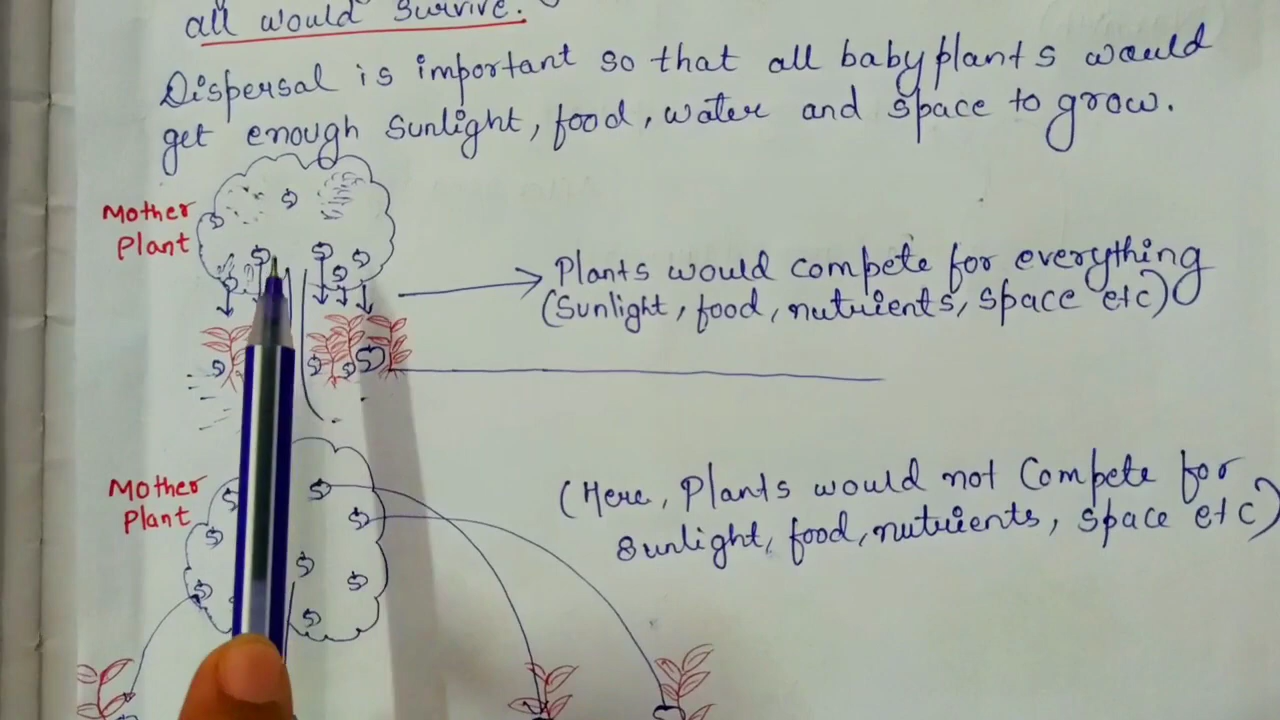 all would survive.
Dispersal is important so that all baby plants would
get enough sunlight, food, water and space to grow.
Mother
Plant
Plants would compete for everything
(Sunlight, food, nutrients, space etc)
Mother
Plant
(Here, Plants would not Compete for
Sunlight, food, nutrients, space etc)